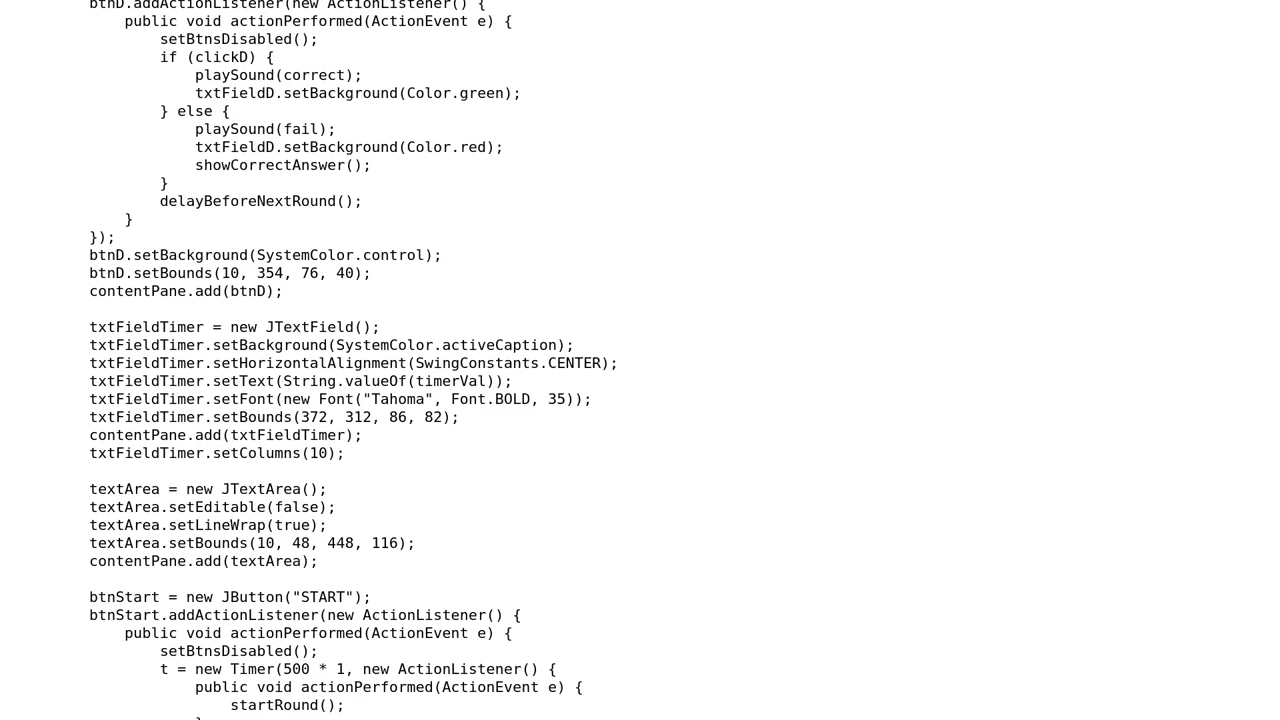 btnD.addActionListener(new ActionListener() {
    public void actionPerformed(ActionEvent e) {
        setBtnsDisabled();
        if (clickD) {
            playSound(correct);
            txtFieldD.setBackground(Color.green);
        } else {
            playSound(fail);
            txtFieldD.setBackground(Color.red);
            showCorrectAnswer();
        }
        delayBeforeNextRound();
    }
});
btnD.setBackground(SystemColor.control);
btnD.setBounds(10, 354, 76, 40);
contentPane.add(btnD);

txtFieldTimer = new JTextField();
txtFieldTimer.setBackground(SystemColor.activeCaption);
txtFieldTimer.setHorizontalAlignment(SwingConstants.CENTER);
txtFieldTimer.setText(String.valueOf(timerVal));
txtFieldTimer.setFont(new Font("Tahoma", Font.BOLD, 35));
txtFieldTimer.setBounds(372, 312, 86, 82);
contentPane.add(txtFieldTimer);
txtFieldTimer.setColumns(10);

textArea = new JTextArea();
textArea.setEditable(false);
textArea.setLineWrap(true);
textArea.setBounds(10, 48, 448, 116);
contentPane.add(textArea);

btnStart = new JButton("START");
btnStart.addActionListener(new ActionListener() {
    public void actionPerformed(ActionEvent e) {
        setBtnsDisabled();
        t = new Timer(500 * 1, new ActionListener() {
            public void actionPerformed(ActionEvent e) {
                startRound();
            }